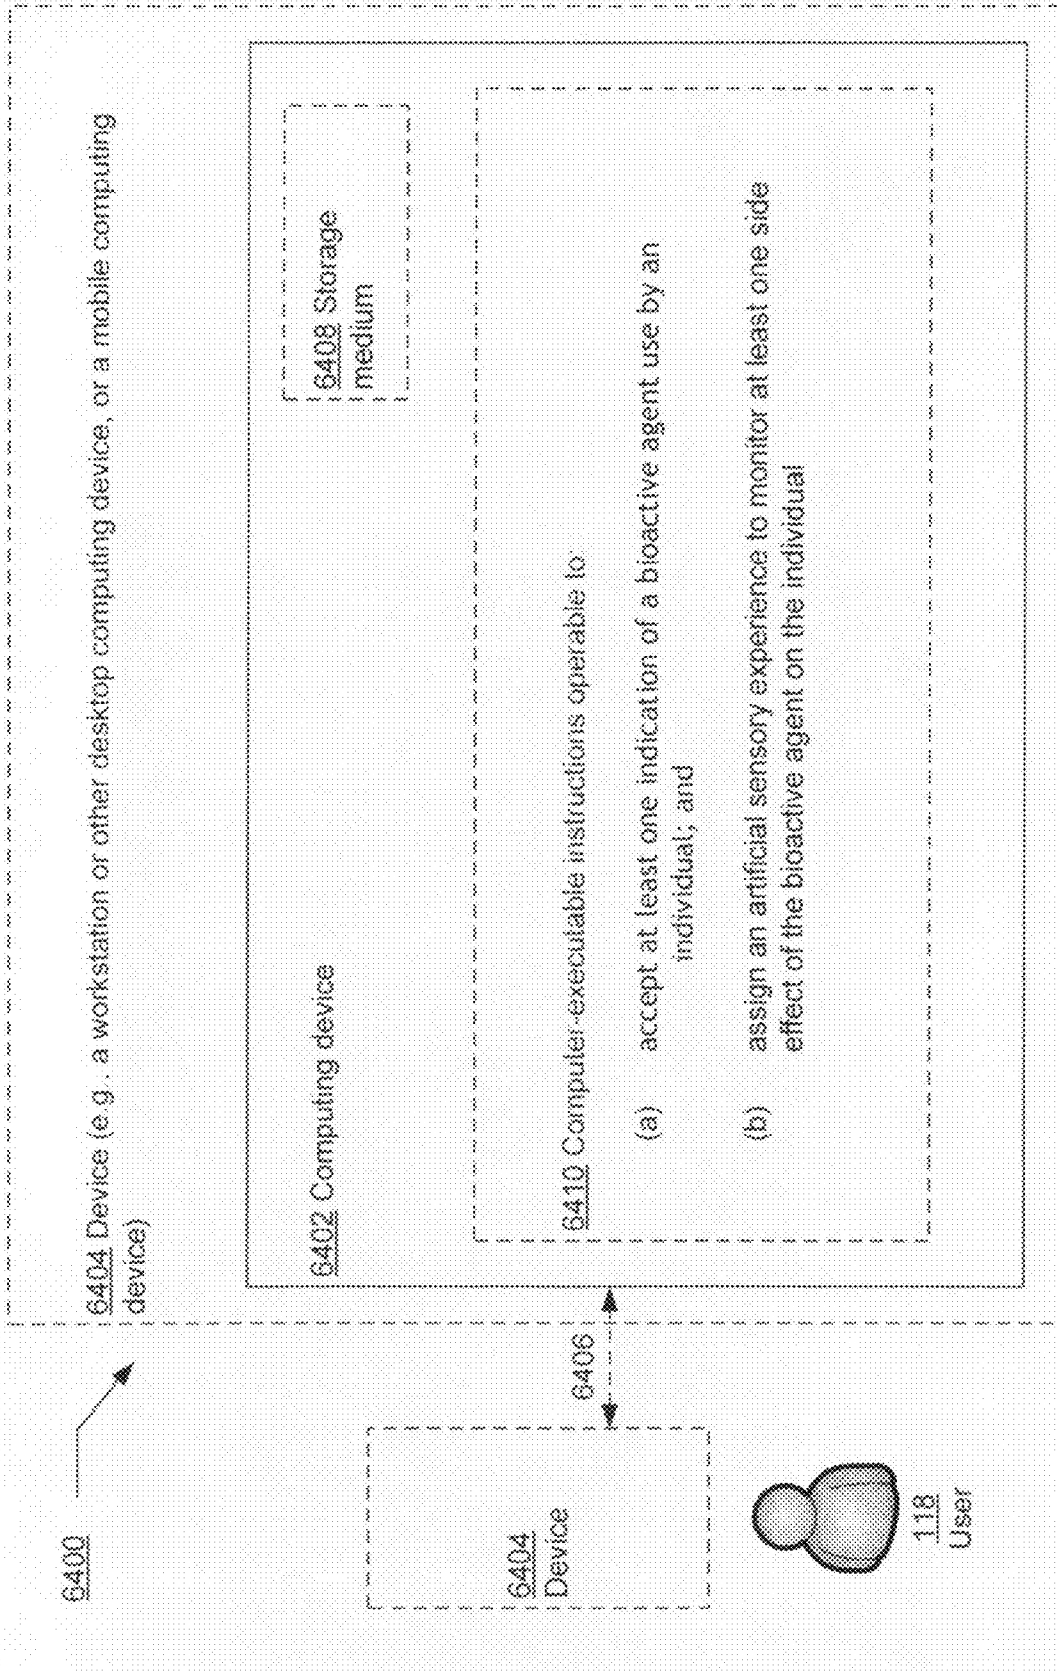 6400
6404 Device (e.g., a workstation or other desktop computing device, or a mobile computing
device)
6402 Computing device
6408 Storage
medium
6410 Computer-executable instructions operable to
(a) accept at least one indication of a bioactive agent use by an
individual; and
(b) assign an artificial sensory experience to monitor at least one side
effect of the bioactive agent on the individual
6406
6404
Device
118
User